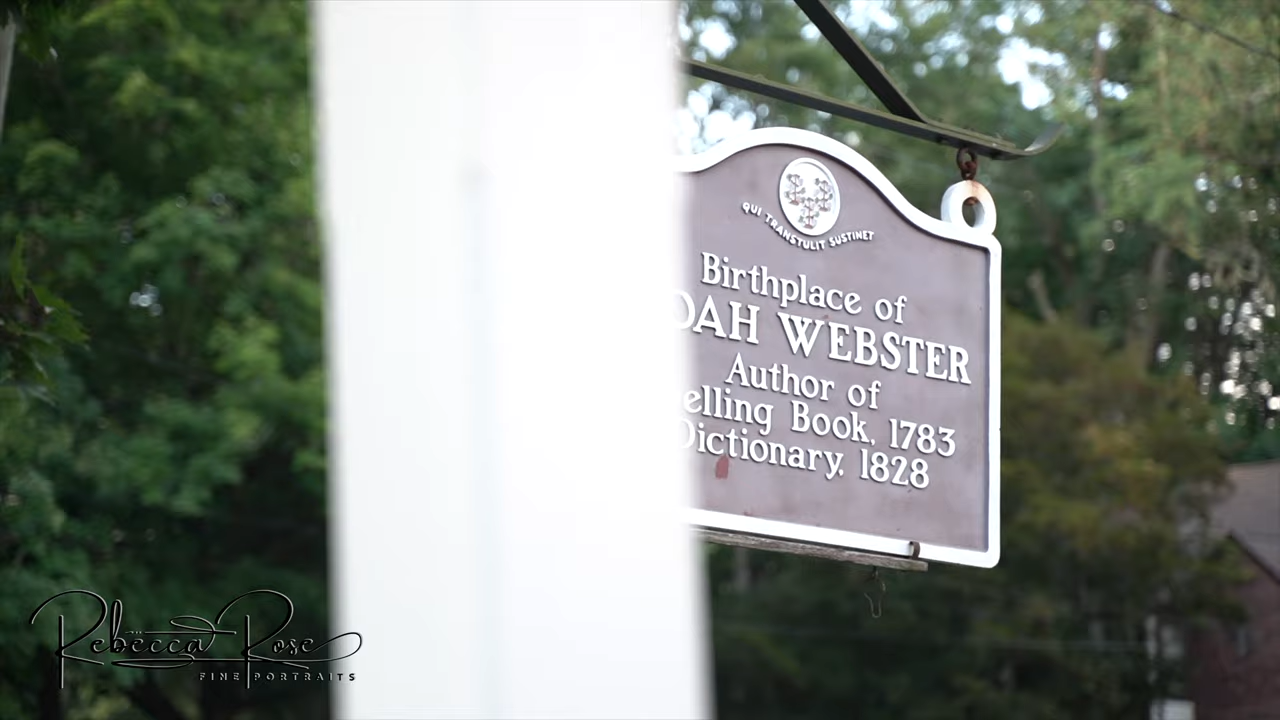 QUI TRANSTULIT SUSTINET
Birthplace of
OAH WEBSTER
Author of
elling Book, 1783
Dictionary, 1828
Rebecca Rose
FINE PORTRAITS